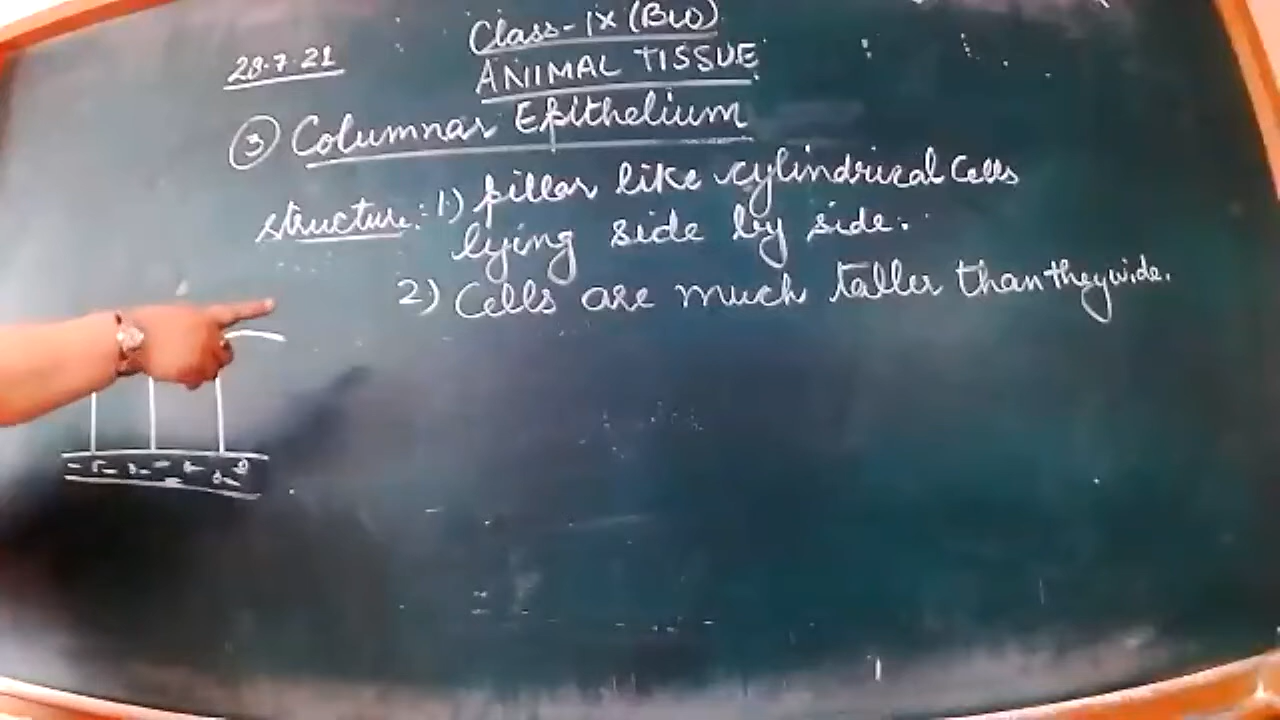 Class-IX (Bio)
28.7.21
ANIMAL TISSUE
③ Columnar Epithelium
Structure: 1) pillar like cylindrical cells
lying side by side.
2) Cells are much taller than they wide.